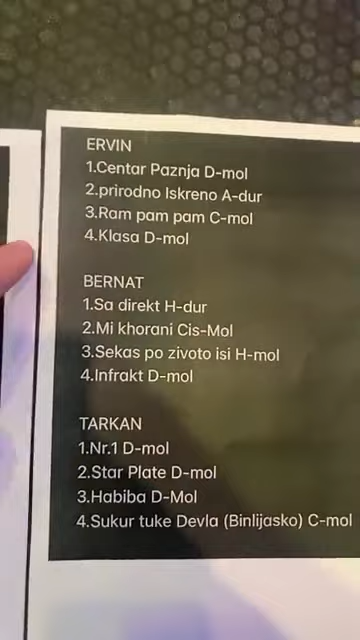 ERVIN
1.Centar Paznja D-mol
2.prirodno Iskreno A-dur
3.Ram pam pam C-mol
4.Klasa D-mol
BERNAT
1.Sa direkt H-dur
2.Mi khorani Cis-Mol
3.Sekas po zivoto isi H-mol
4.Infrakt D-mol
TARKAN
1.Nr.1 D-mol
2.Star Plate D-mol
3.Habiba D-Mol
4.Sukur tuke Devla (Binlijasko) C-mol